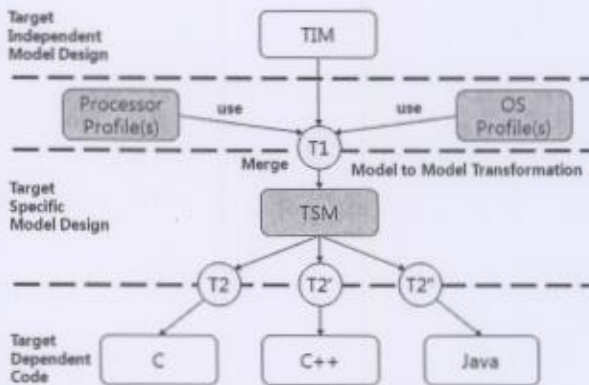 Target
Independent
Model Design
TIM
Processor
Profile(s)
use
use
OS
Profile(s)
T1
Merge
Model to Model Transformation
Target
Specific
Model Design
TSM
T2
T2'
T2"
Target
Dependent
Code
C
C++
Java